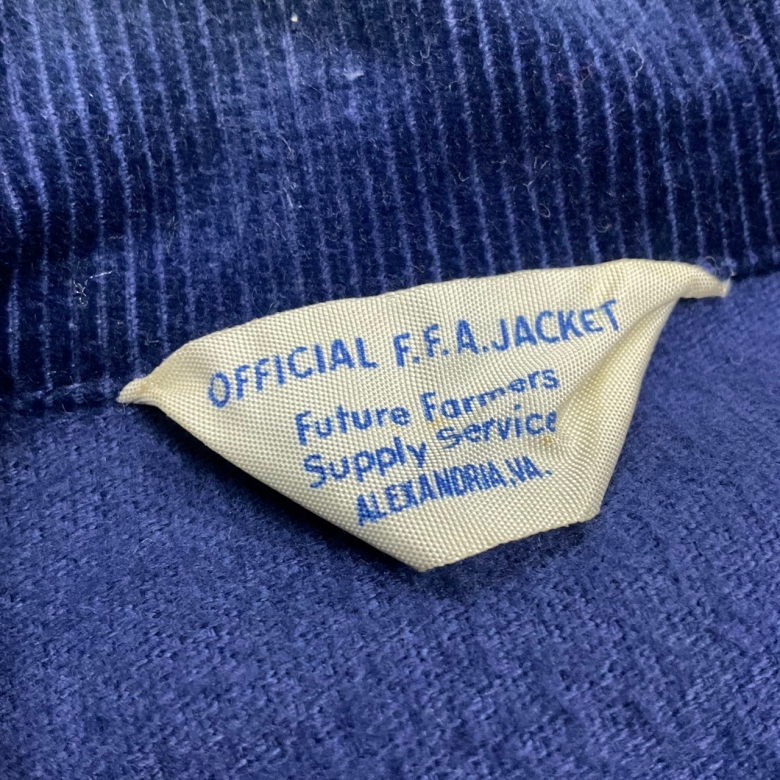 OFFICIAL F.F.A. JACKET
Future Farmers
Supply Service
ALEXANDRIA, VA.